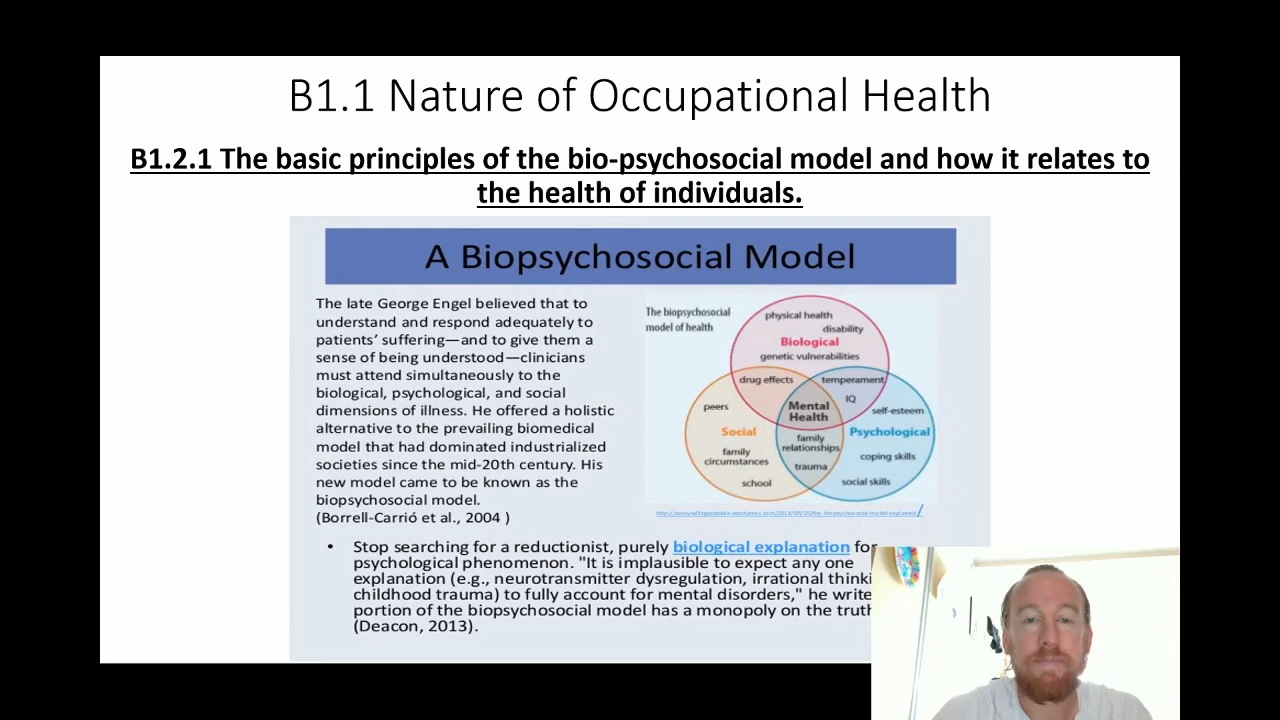 B1.1 Nature of Occupational Health
B1.2.1 The basic principles of the bio-psychosocial model and how it relates to
the health of individuals.
A Biopsychosocial Model
The late George Engel believed that to
understand and respond adequately to
patients' suffering—and to give them a
sense of being understood—clinicians
must attend simultaneously to the
biological, psychological, and social
dimensions of illness. He offered a holistic
alternative to the prevailing biomedical
model that had dominated industrialized
societies since the mid-20th century. His
new model came to be known as the
biopsychosocial model.
(Borrell-Carrió et al., 2004 )
The biopsychosocial
model of health
physical health
disability
Biological
genetic vulnerabilities
drug effects
temperament
IQ
peers
Mental
Health
self-esteem
Social
Psychological
family
relationships
family
circumstances
coping skills
trauma
school
social skills
• Stop searching for a reductionist, purely biological explanation for
psychological phenomenon. "It is implausible to expect any one
explanation (e.g., neurotransmitter dysregulation, irrational thinki
childhood trauma) to fully account for mental disorders," he write
portion of the biopsychosocial model has a monopoly on the truth
(Deacon, 2013).